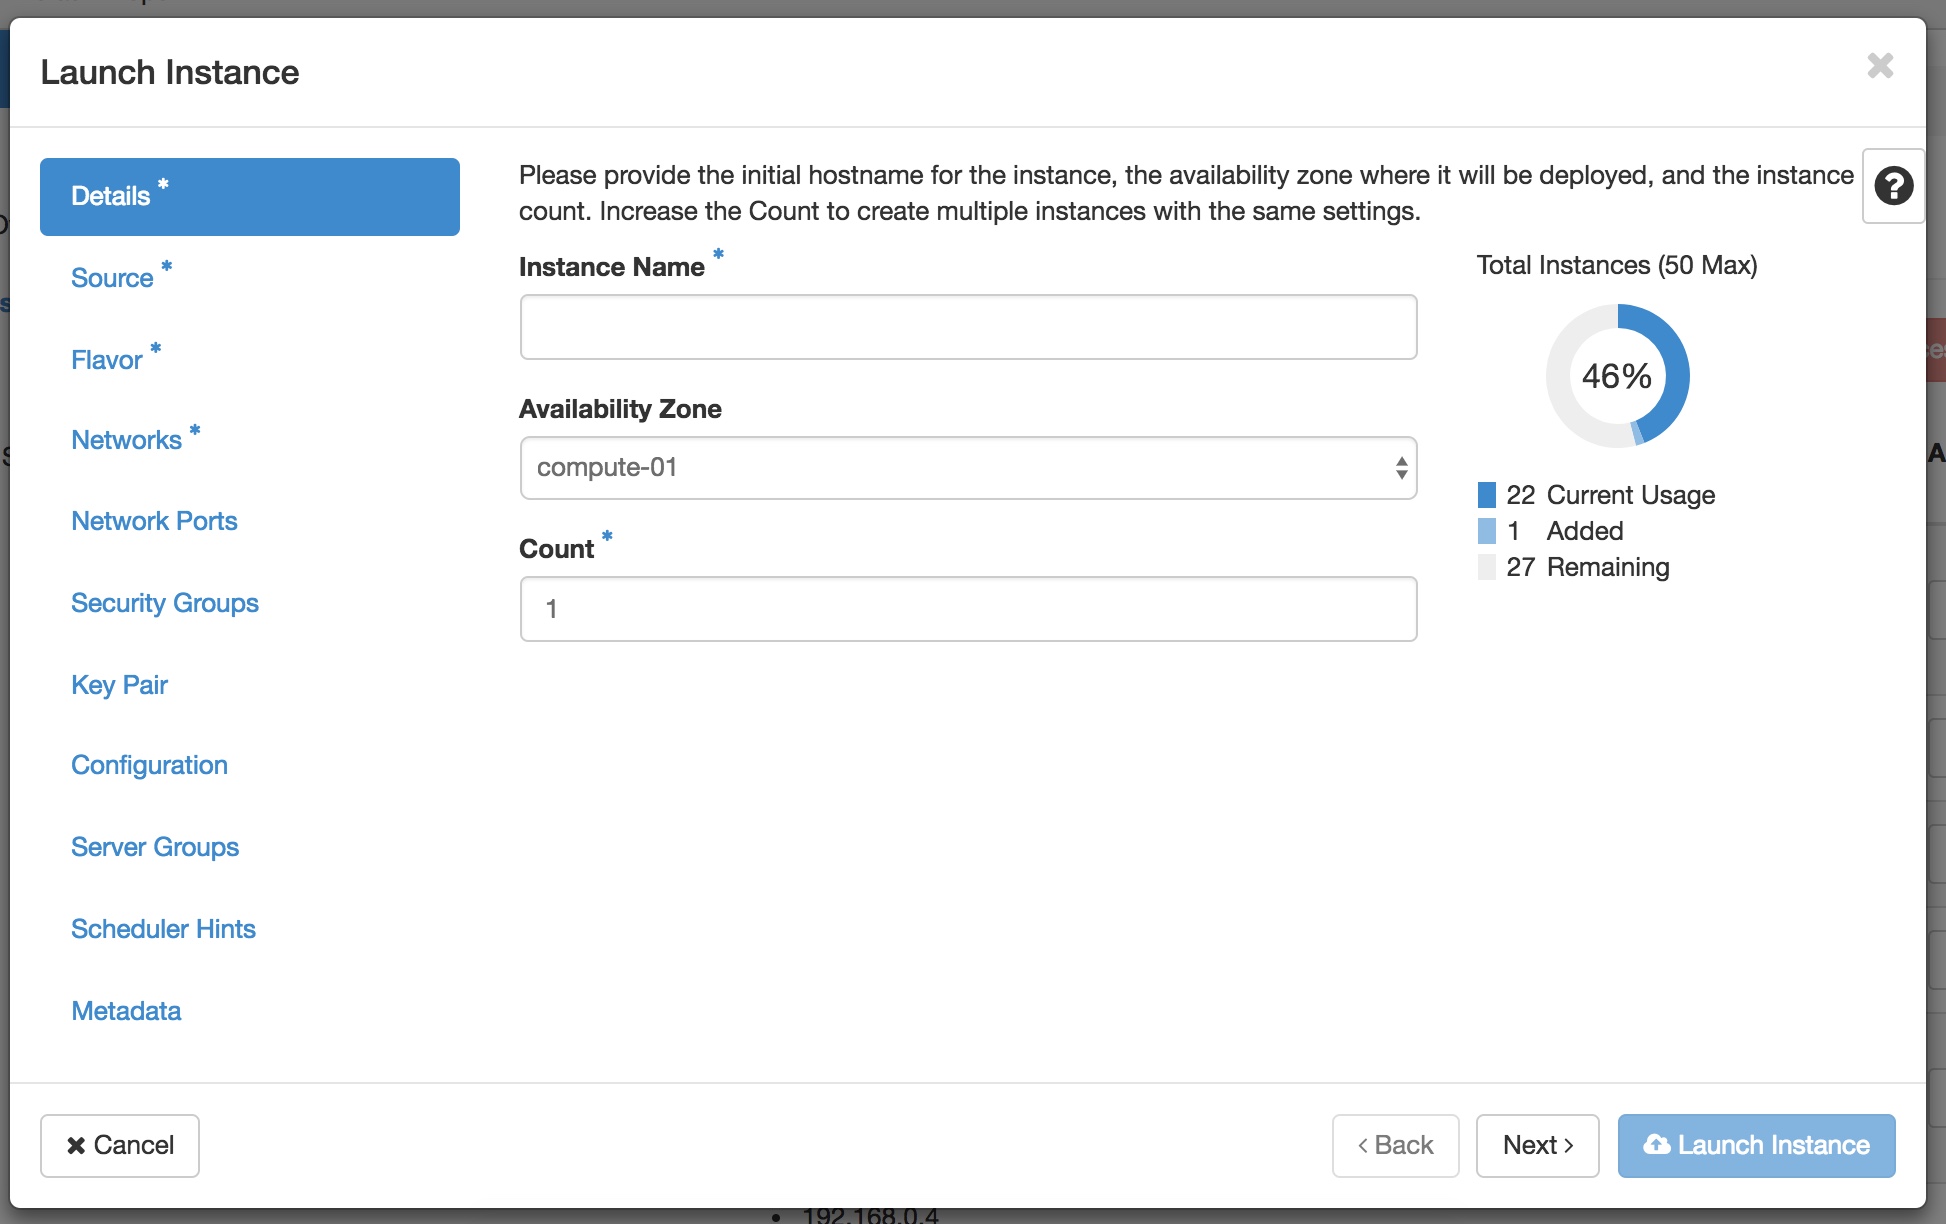 Launch Instance
Details *
Source *
Flavor *
Networks *
Network Ports
Security Groups
Key Pair
Configuration
Server Groups
Scheduler Hints
Metadata
Please provide the initial hostname for the instance, the availability zone where it will be deployed, and the instance
count. Increase the Count to create multiple instances with the same settings.
Instance Name *
Availability Zone
compute-01
Count *
1
Total Instances (50 Max)
46%
22 Current Usage
1 Added
27 Remaining
Cancel
< Back
Next >
Launch Instance
192.168.0.4